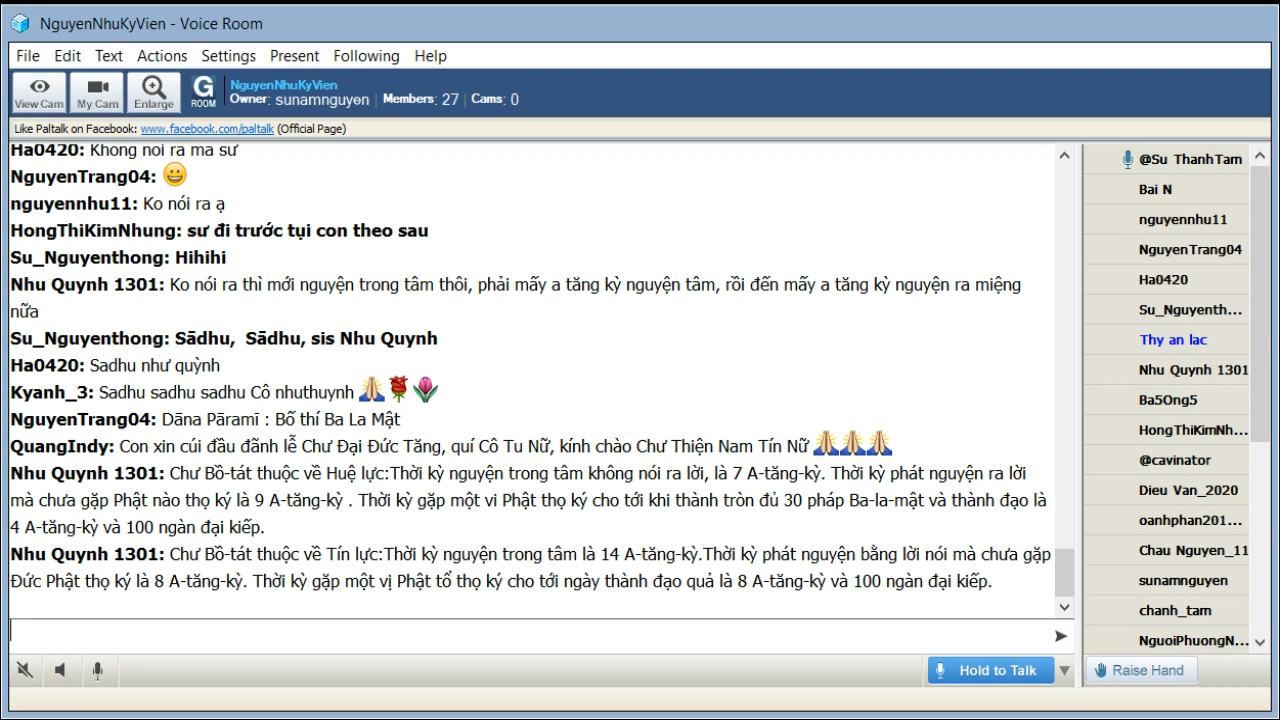 NguyenNhuKyVien - Voice Room
File Edit Text Actions Settings Present Following Help
View Cam My Cam Enlarge G ROOM NguyenNhuKyVien
Owner: sunamnguyen | Members: 27 | Cams: 0
Like Paltalk on Facebook: www.facebook.com/paltalk (Official Page)
Ha0420: Không nói ra mà sư
NguyenTrang04: 😀
nguyennhu11: Ko nói ra ạ
HongThiKimNhung: sư đi trước tụi con theo sau
Su_Nguyenthong: Hihihi
Nhu Quynh 1301: Ko nói ra thì mới nguyện trong tâm thôi, phải mấy a tăng kỳ nguyện tâm, rồi đến mấy a tăng kỳ nguyện ra miệng
nữa
Su_Nguyenthong: Sādhu, Sādhu, sis Nhu Quynh
Ha0420: Sadhu như quỳnh
Kyanh_3: Sadhu sadhu sadhu Cô nhuthuynh 🙏🌹🌷
NguyenTrang04: Dāna Pāramī : Bố thí Ba La Mật
QuangIndy: Con xin cúi đầu đãnh lễ Chư Đại Đức Tăng, quí Cô Tu Nữ, kính chào Chư Thiện Nam Tín Nữ 🙏🙏🙏
Nhu Quynh 1301: Chư Bồ-tát thuộc về Huệ lực:Thời kỳ nguyện trong tâm không nói ra lời, là 7 A-tăng-kỳ. Thời kỳ phát nguyện ra lời
mà chưa gặp Phật nào thọ ký là 9 A-tăng-kỳ . Thời kỳ gặp một vi Phật thọ ký cho tới khi thành tròn đủ 30 pháp Ba-la-mật và thành đạo là
4 A-tăng-kỳ và 100 ngàn đại kiếp.
Nhu Quynh 1301: Chư Bồ-tát thuộc về Tín lực:Thời kỳ nguyện trong tâm là 14 A-tăng-kỳ.Thời kỳ phát nguyện bằng lời nói mà chưa gặp
Đức Phật thọ ký là 8 A-tăng-kỳ. Thời kỳ gặp một vị Phật tổ thọ ký cho tới ngày thành đạo quả là 8 A-tăng-kỳ và 100 ngàn đại kiếp.
Hold to Talk
@Su ThanhTam
Bai N
nguyennhu11
NguyenTrang04
Ha0420
Su_Nguyenth...
Thy an lac
Nhu Quynh 1301
Ba5Ong5
HongThiKimNh...
@cavinator
Dieu Van_2020
oanhphan201...
Chau Nguyen_11
sunamnguyen
chanh_tam
NguoiPhuongN...
Raise Hand